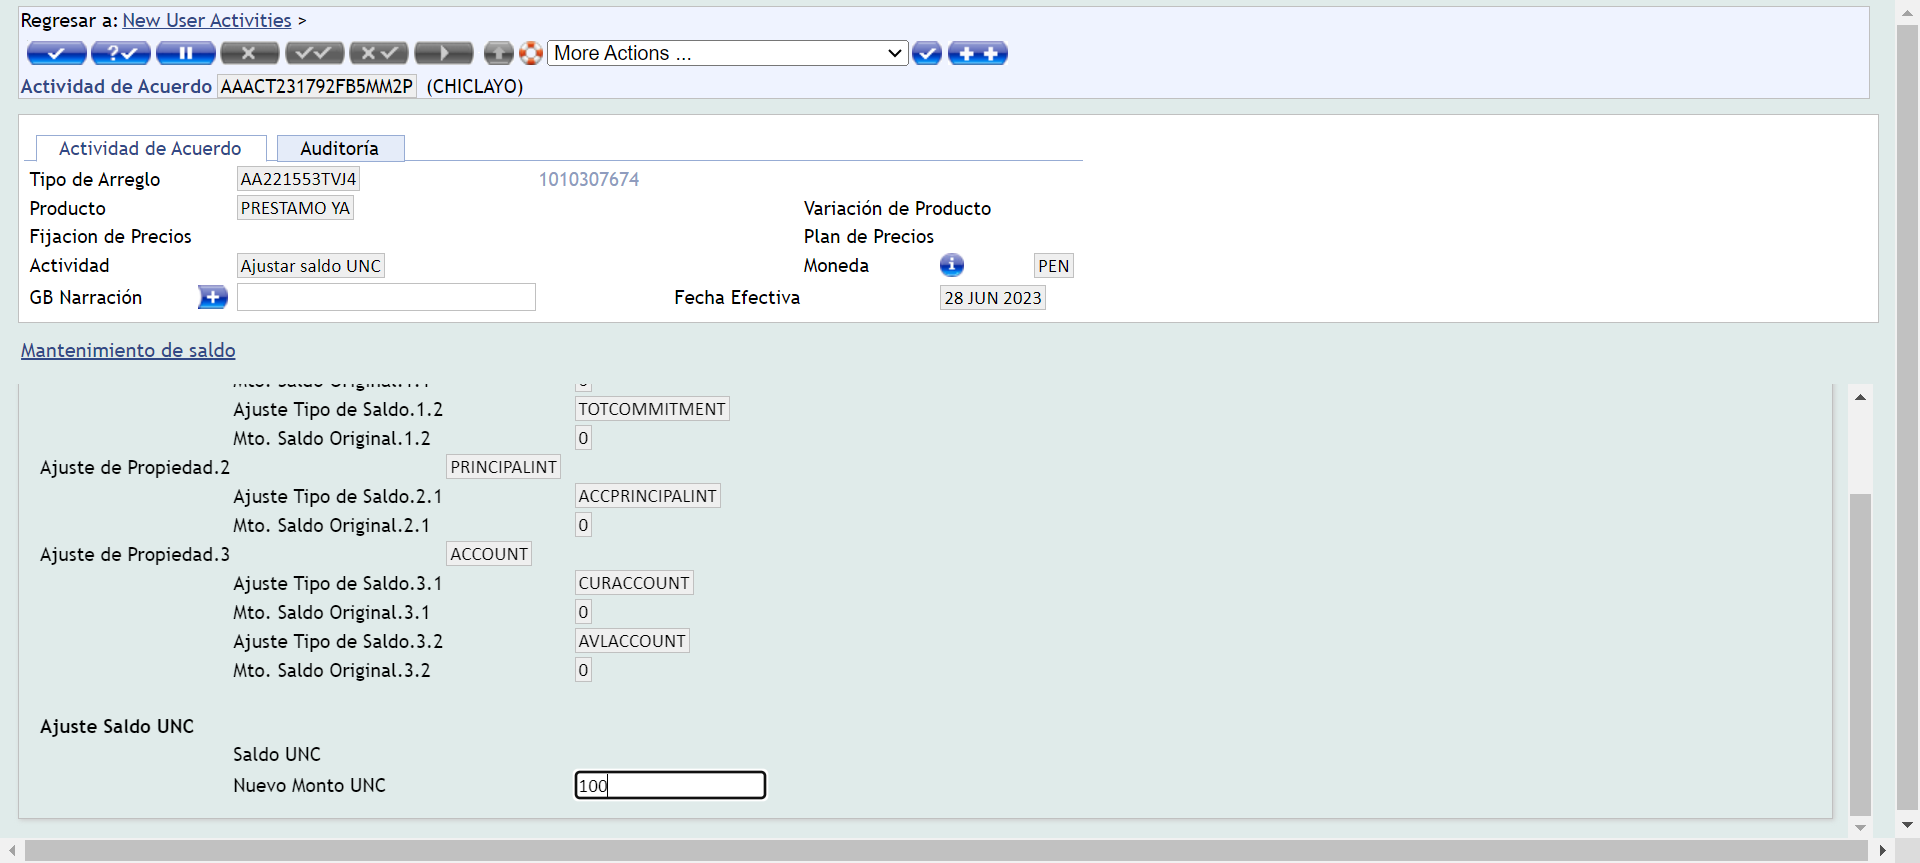 Regresar a: New User Activities >
More Actions ...
Actividad de Acuerdo AAACT231792FB5MM2P (CHICLAYO)
Actividad de Acuerdo Auditoría
Tipo de Arreglo AA221553TVJ4 1010307674
Producto PRESTAMO YA Variación de Producto
Fijacion de Precios Plan de Precios
Actividad Ajustar saldo UNC Moneda PEN
GB Narración Fecha Efectiva 28 JUN 2023
Mantenimiento de saldo
Mto. Saldo Original.1.1 0
Ajuste Tipo de Saldo.1.2 TOTCOMMITMENT
Mto. Saldo Original.1.2 0
Ajuste de Propiedad.2 PRINCIPALINT
Ajuste Tipo de Saldo.2.1 ACCPRINCIPALINT
Mto. Saldo Original.2.1 0
Ajuste de Propiedad.3 ACCOUNT
Ajuste Tipo de Saldo.3.1 CURACCOUNT
Mto. Saldo Original.3.1 0
Ajuste Tipo de Saldo.3.2 AVLACCOUNT
Mto. Saldo Original.3.2 0
Ajuste Saldo UNC
Saldo UNC
Nuevo Monto UNC 100